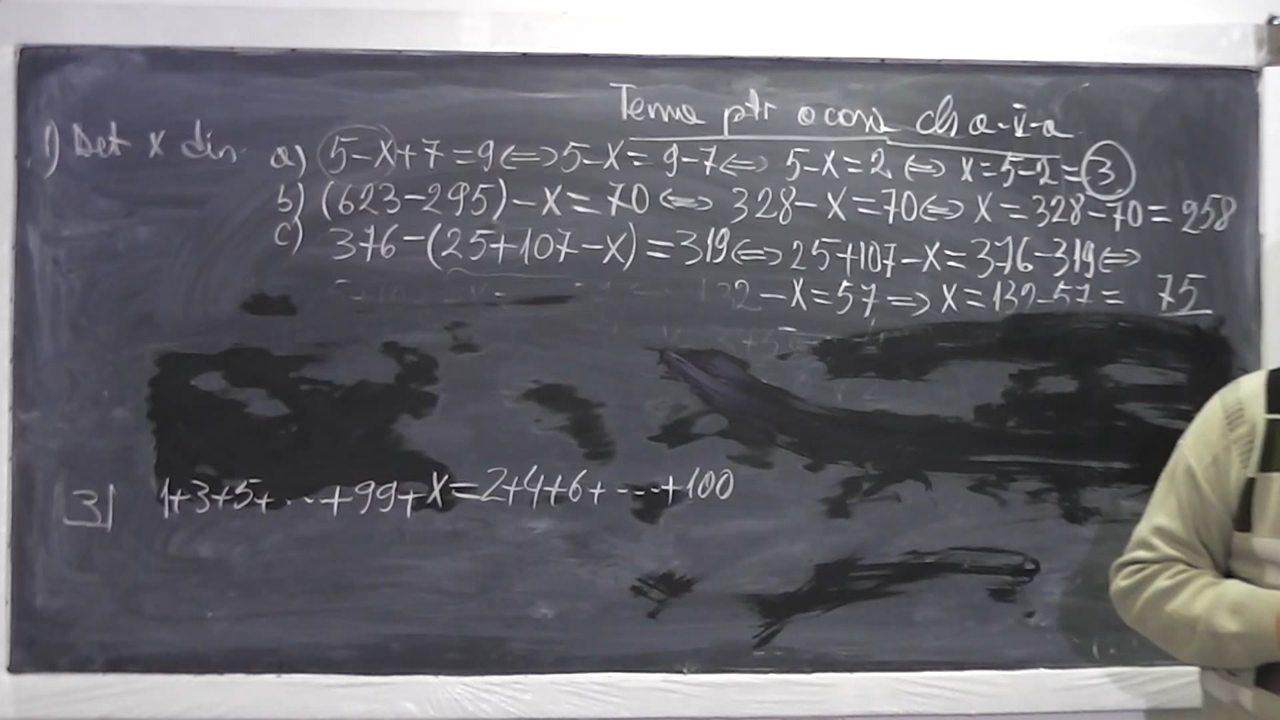 Tema ptr acasă cls a-V-a
1) Det x din a) 5-x+7=9⇔5-x=9-7⇔ 5-x=2 ⇔ x=5-2=3
b) (623-295)-x=70 ⇔ 328-x=70⇔ x=328-70=258
c) 376-(25+107-x)=319⇔25+107-x=376-319⇔
32-x=57 ⇒ x=132-57= 75
3) 1+3+5+...+99+x=2+4+6+...+100